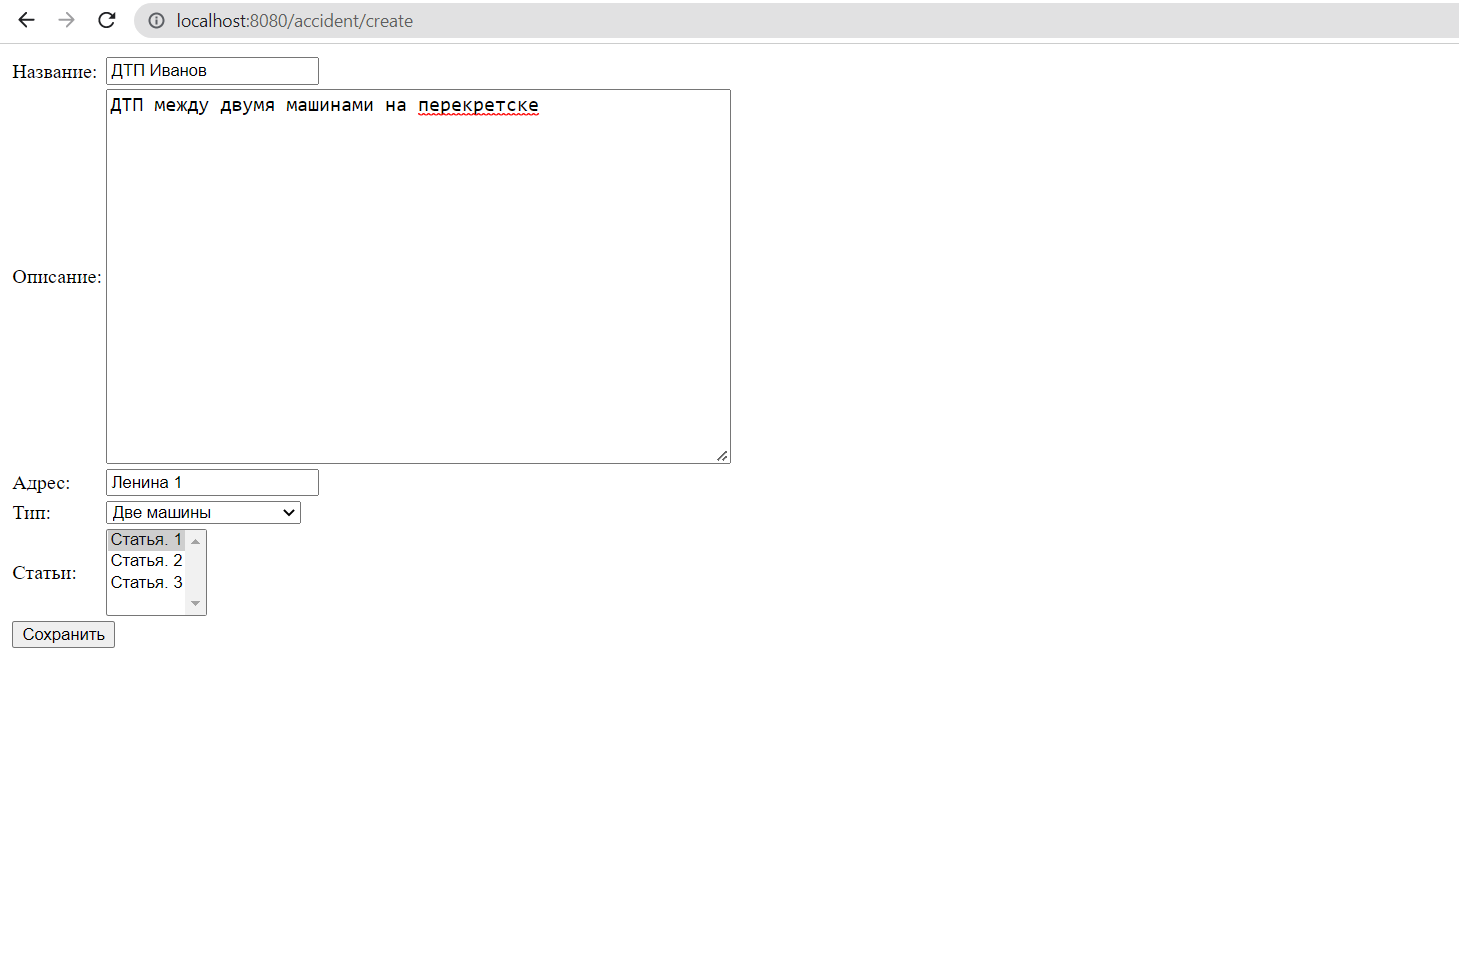 localhost:8080/accident/create
Название: ДТП Иванов
ДТП между двумя машинами на перекретске
Описание:
Адрес: Ленина 1
Тип: Две машины
Статья. 1
Статья. 2
Статьи:
Статья. 3
Сохранить